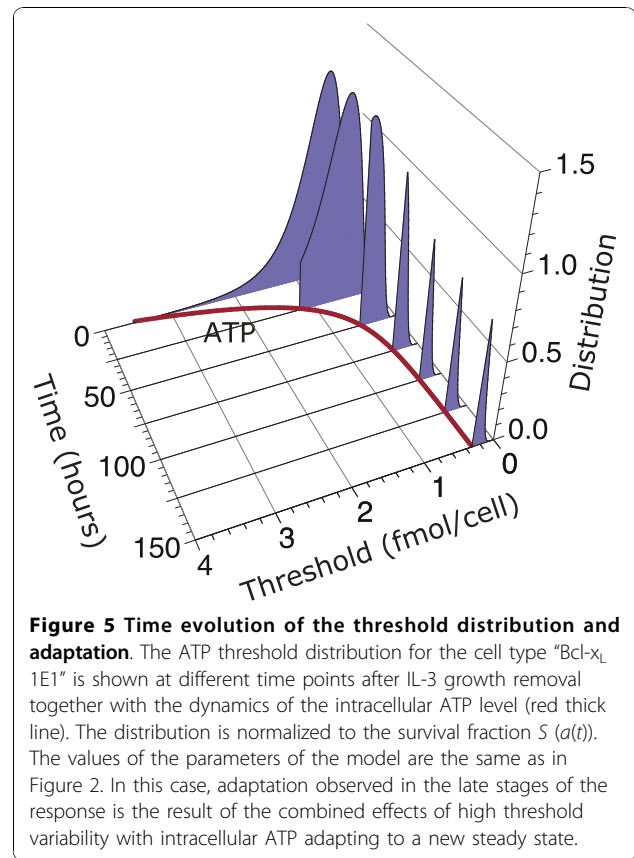 1.5
1.0
0.5
0.0
Distribution
ATP
0
50
100
150
Time (hours)
4
3
2
1
0
Threshold (fmol/cell)
Figure 5 Time evolution of the threshold distribution and
adaptation. The ATP threshold distribution for the cell type “Bcl-xL
1E1” is shown at different time points after IL-3 growth removal
together with the dynamics of the intracellular ATP level (red thick
line). The distribution is normalized to the survival fraction S (a(t)).
The values of the parameters of the model are the same as in
Figure 2. In this case, adaptation observed in the late stages of the
response is the result of the combined effects of high threshold
variability with intracellular ATP adapting to a new steady state.